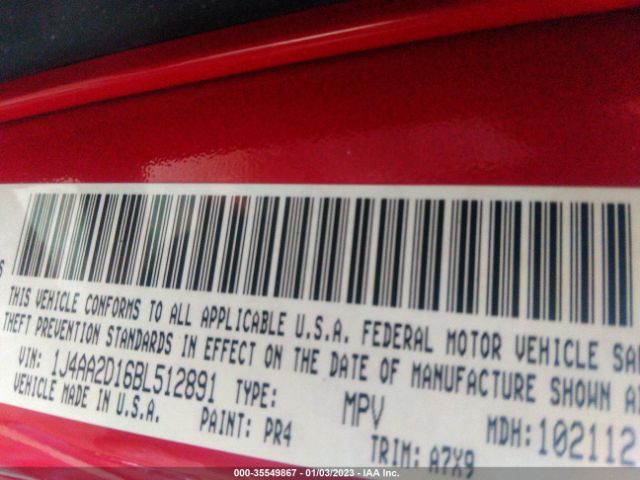 THIS VEHICLE CONFORMS TO ALL APPLICABLE U.S.A. FEDERAL MOTOR VEHICLE SA
THEFT PREVENTION STANDARDS IN EFFECT ON THE DATE OF MANUFACTURE SHOWN A
VIN: 1J4AA2D16BL512891 TYPE: MPV MDH:102112
VEHICLE MADE IN U.S.A. PAINT: PR4 TRIM: A7X9
00-35549867 - 01/03/2023 - IAA Inc.